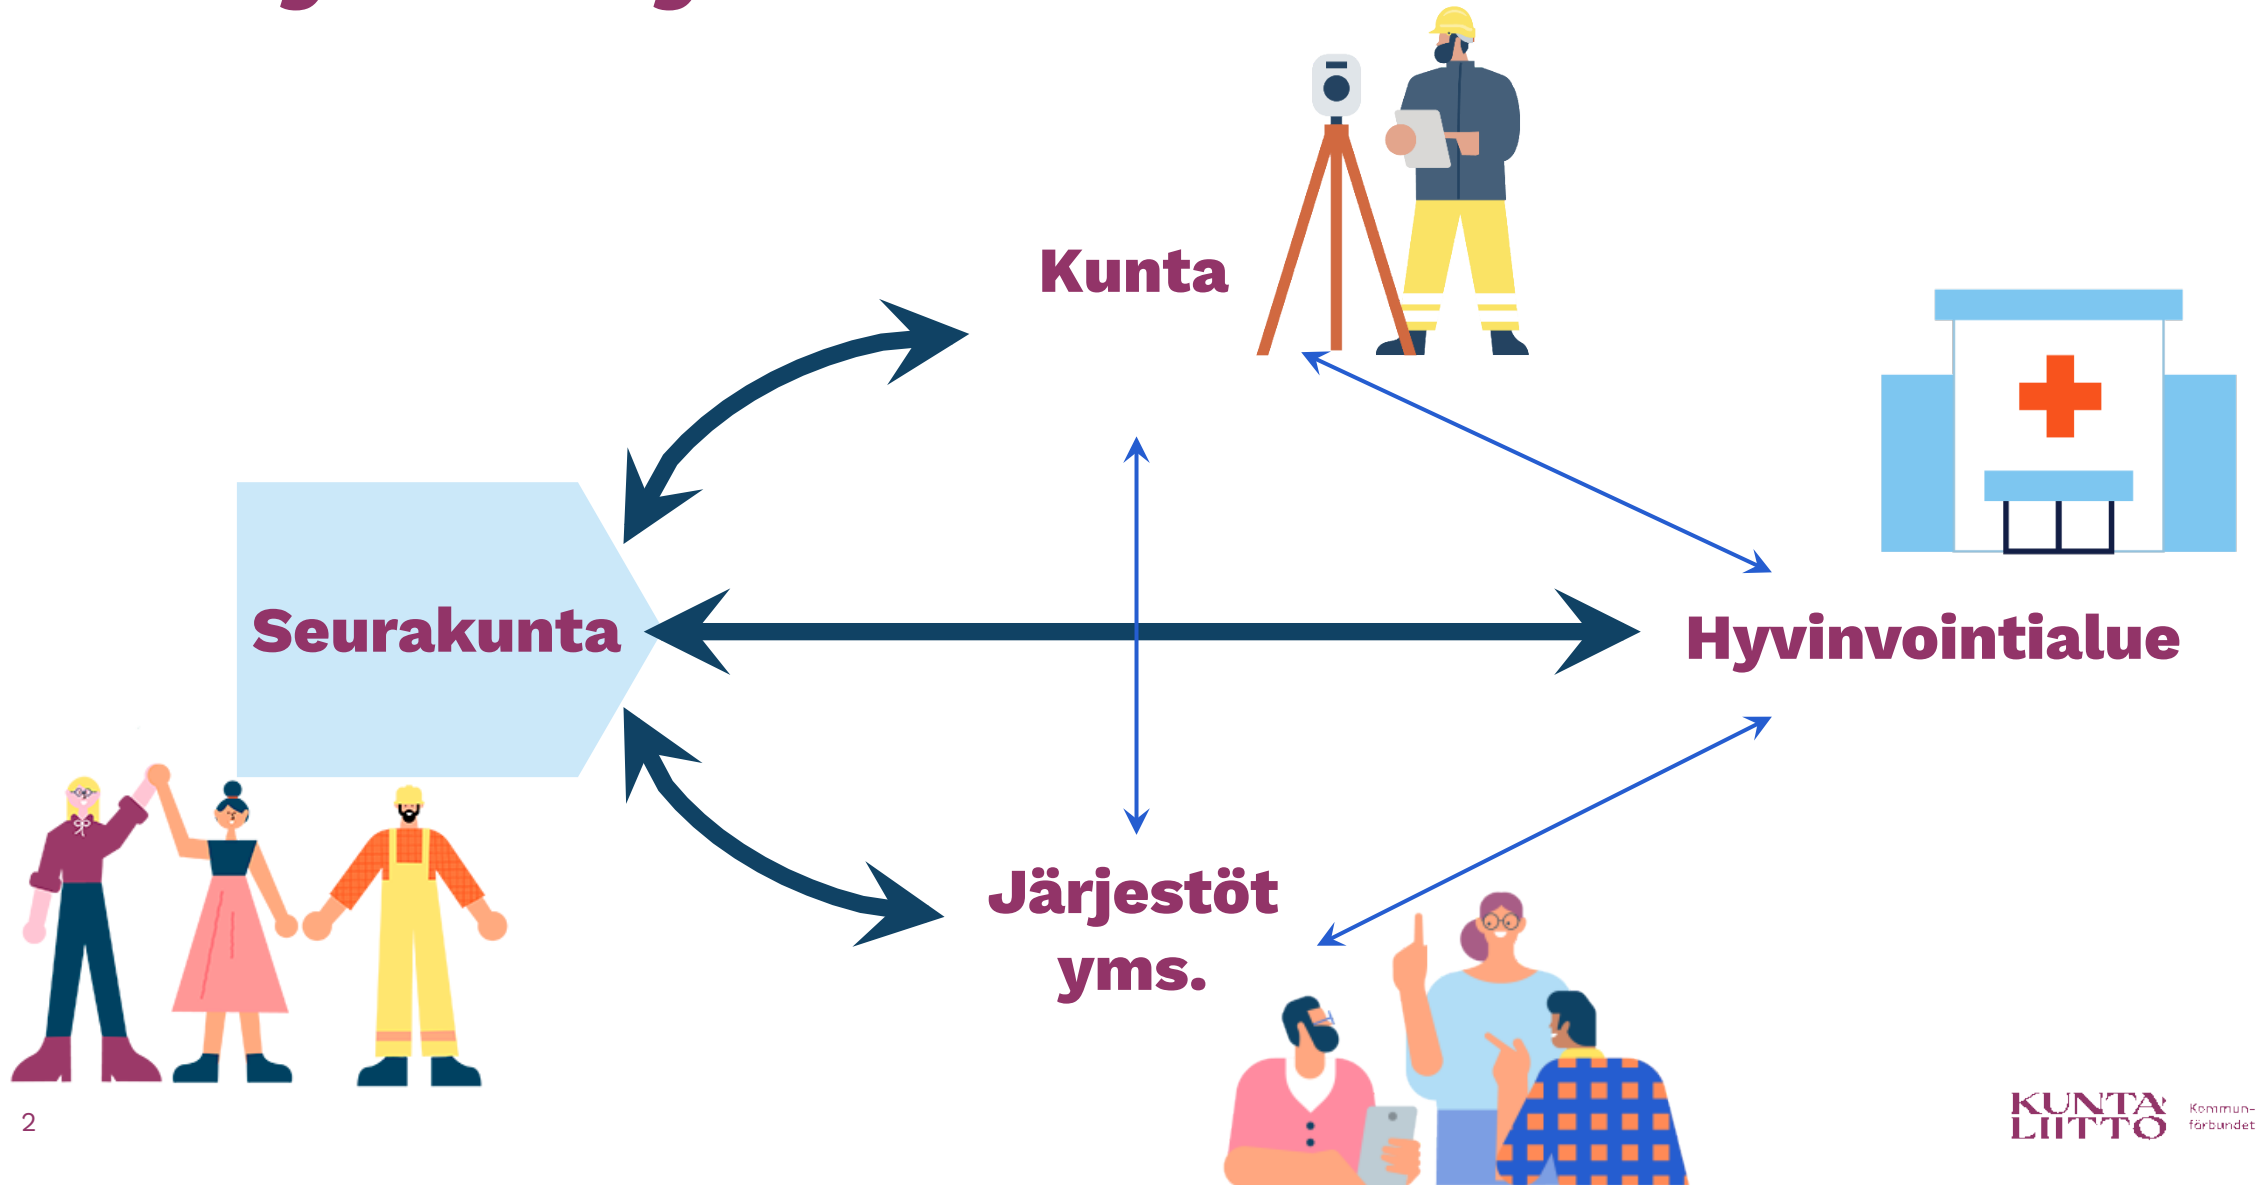 Kunta
Seurakunta
Hyvinvointialue
Järjestöt
yms.
2
KUNTA
LIITTO
Kommun-
förbundet